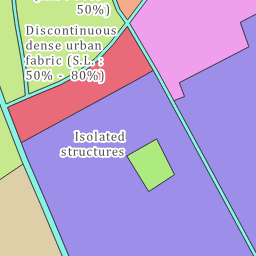 50%)
Discontinuous
dense urban
fabric (S.L. :
50% - 80%)
Isolated
structures